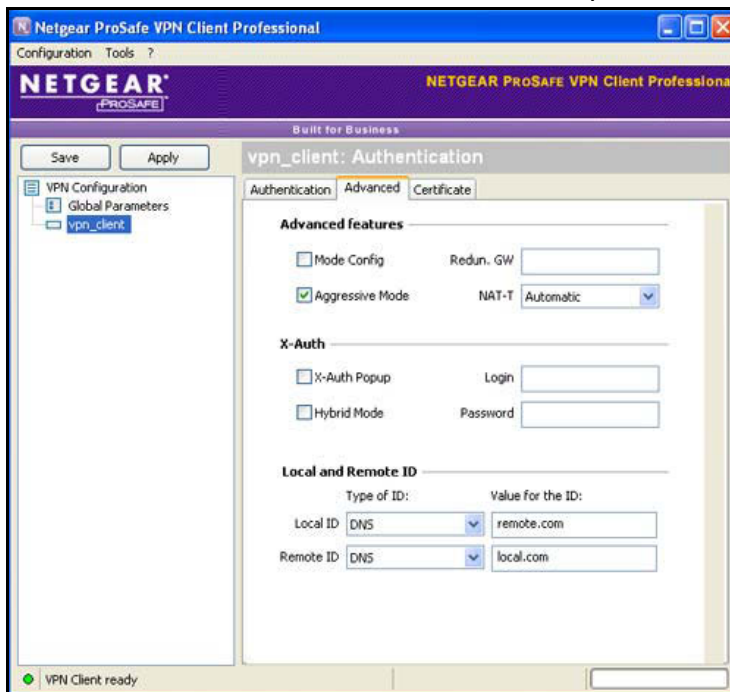 Netgear ProSafe VPN Client Professional
Configuration Tools ?
NETGEAR®
PROSAFE
NETGEAR PROSAFE VPN Client Professiona
Built for Business
Save Apply
vpn_client: Authentication
VPN Configuration
Global Parameters
vpn_client
Authentication Advanced Certificate
Advanced features
Mode Config Redun. GW
Aggressive Mode NAT-T Automatic
X-Auth
X-Auth Popup Login
Hybrid Mode Password
Local and Remote ID
Type of ID: Value for the ID:
Local ID DNS remote.com
Remote ID DNS local.com
VPN Client ready